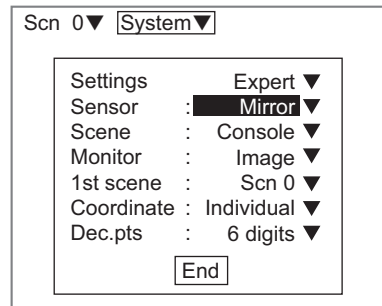 Scn 0▼ System▼
Settings Expert ▼
Sensor : Mirror ▼
Scene : Console ▼
Monitor : Image ▼
1st scene : Scn 0 ▼
Coordinate : Individual ▼
Dec.pts : 6 digits ▼
End